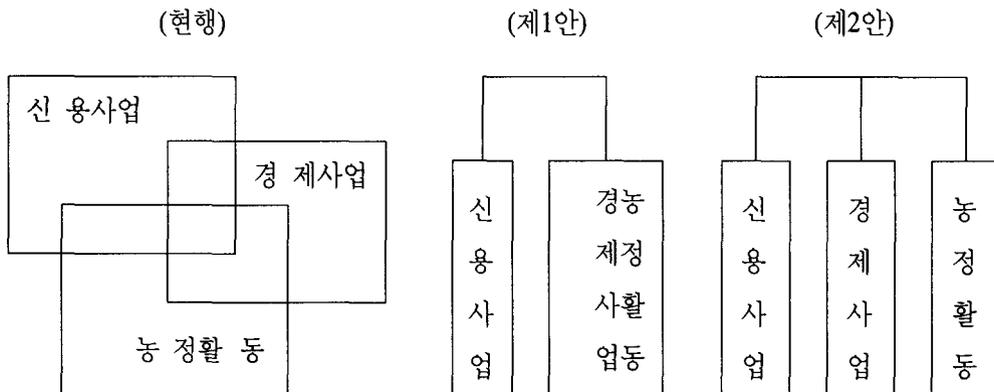 (현행)
신 용사업
경 제사업
농 정활 동
(제1안)
신용사업
경제사업
농정활동
(제2안)
신용사업
경제사업
농정활동